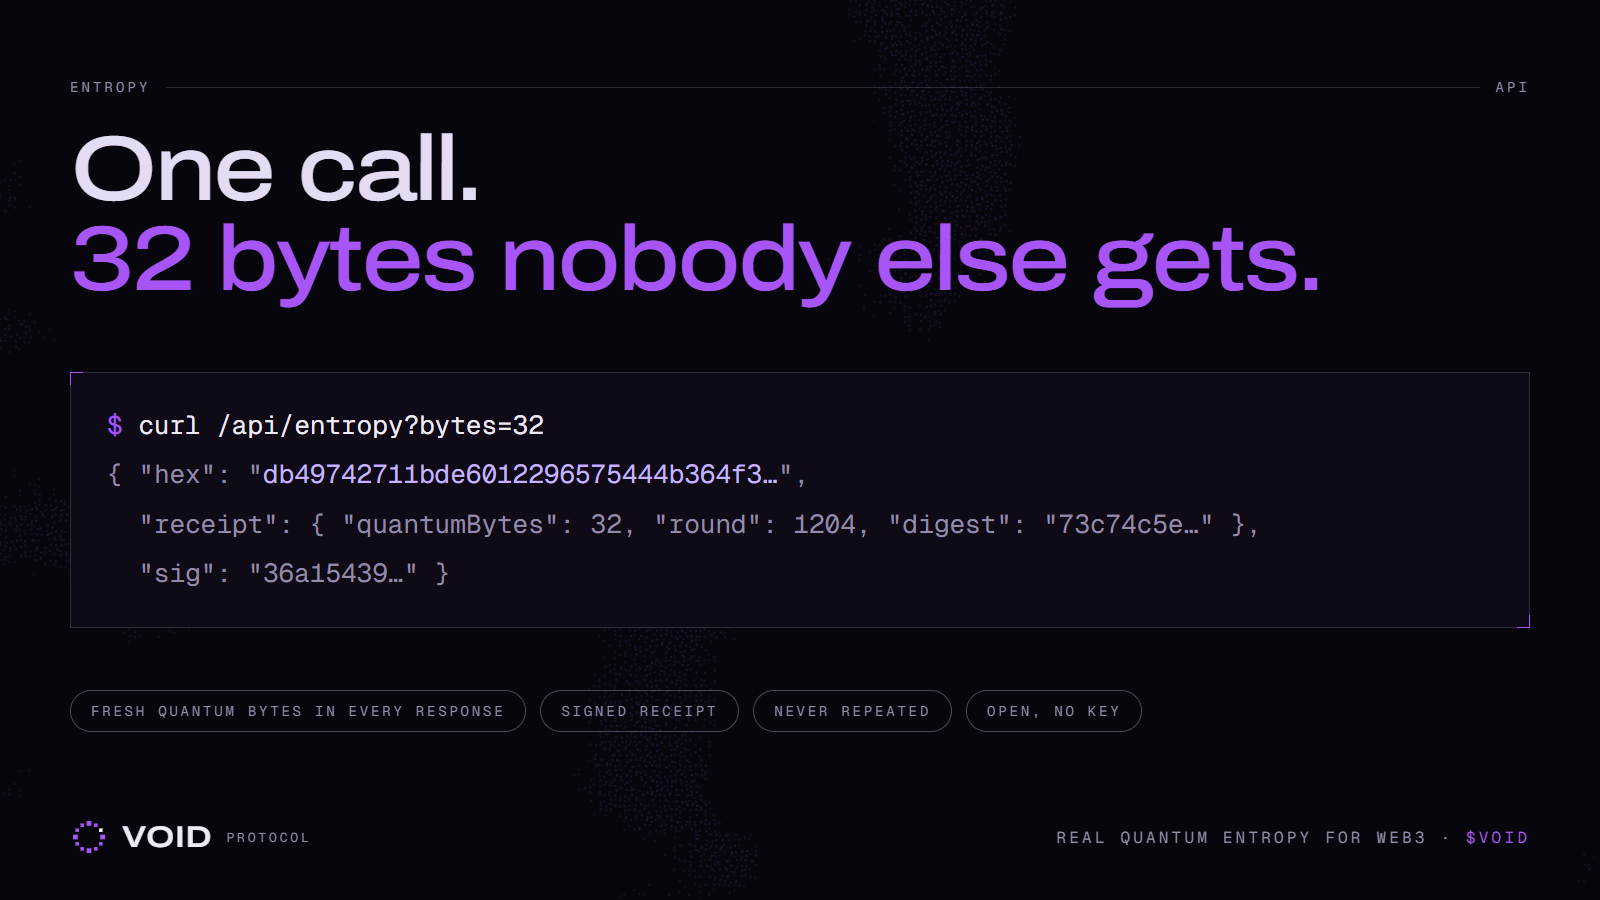 ENTROPY API
One call.
32 bytes nobody else gets.
$ curl /api/entropy?bytes=32
{ "hex": "db49742711bde6012296575444b364f3…",
"receipt": { "quantumBytes": 32, "round": 1204, "digest": "73c74c5e…" },
"sig": "36a15439…" }
FRESH QUANTUM BYTES IN EVERY RESPONSE SIGNED RECEIPT NEVER REPEATED OPEN, NO KEY
VOID PROTOCOL REAL QUANTUM ENTROPY FOR WEB3 · $VOID